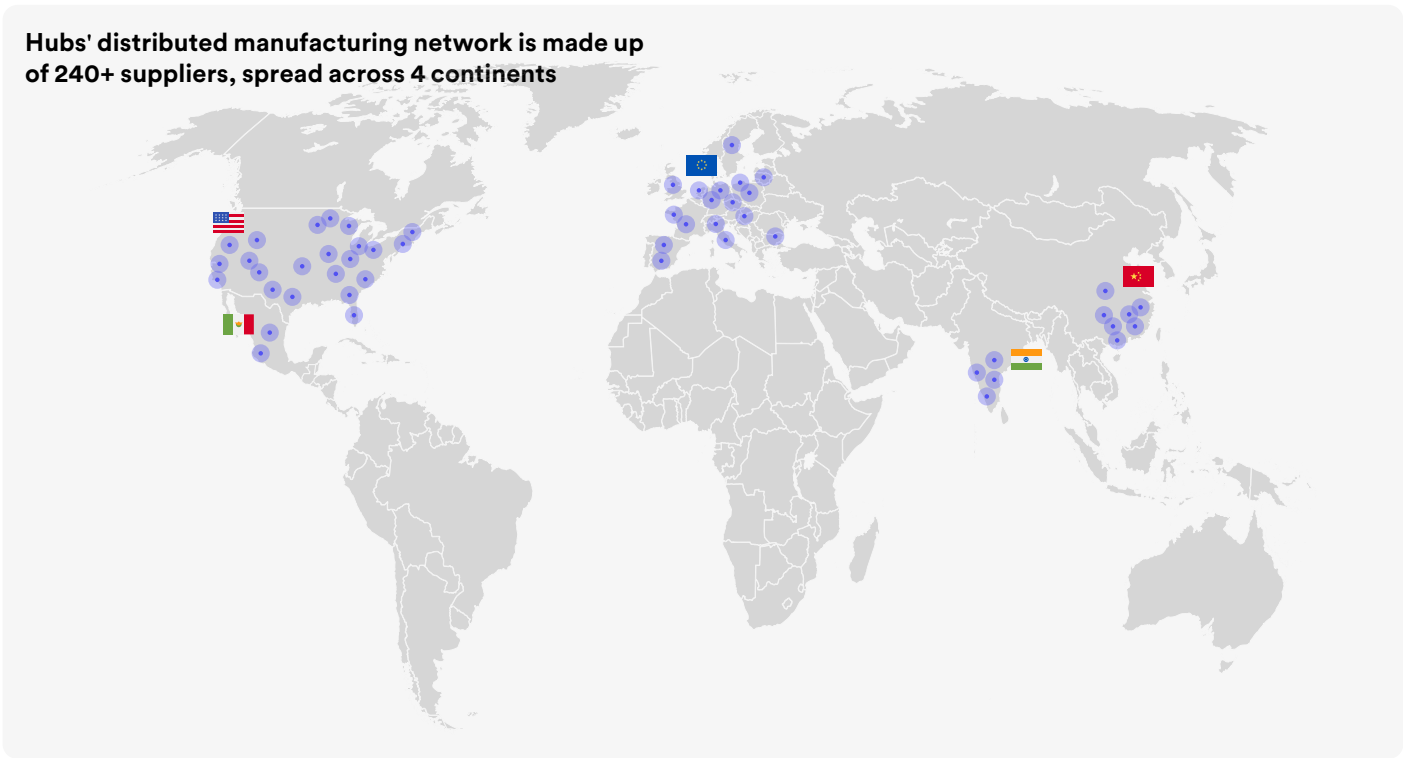 Hubs' distributed manufacturing network is made up
of 240+ suppliers, spread across 4 continents